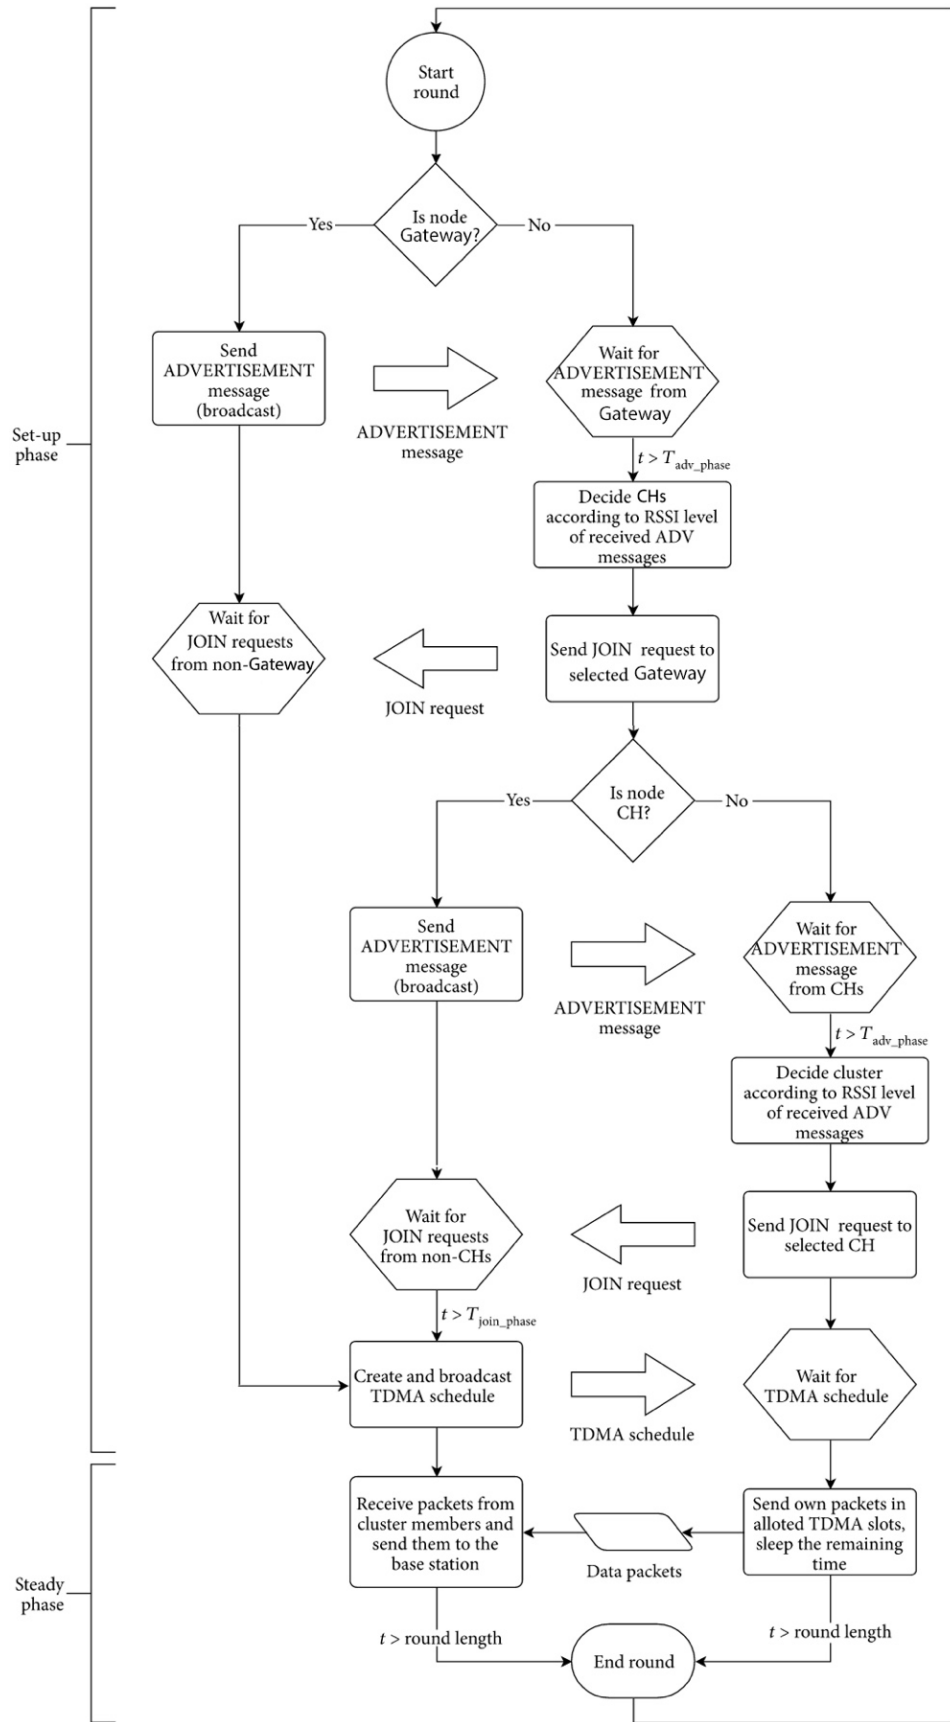 Start
round
Is node
Gateway?
Yes
No
Send
ADVERTISEMENT
message
(broadcast)
ADVERTISEMENT
message
Wait for
ADVERTISEMENT
message from
Gateway
t > Tadv_phase
Set-up
phase
Decide CHs
according to RSSI level
of received ADV
messages
Wait for
JOIN requests
from non-Gateway
JOIN request
Send JOIN request to
selected Gateway
Is node
CH?
Yes
No
Send
ADVERTISEMENT
message
(broadcast)
ADVERTISEMENT
message
Wait for
ADVERTISEMENT
message
from CHs
t > Tadv_phase
Decide cluster
according to RSSI level
of received ADV
messages
Wait for
JOIN requests
from non-CHs
JOIN request
Send JOIN request to
selected CH
t > Tjoin_phase
Create and broadcast
TDMA schedule
TDMA schedule
Wait for
TDMA schedule
Receive packets from
cluster members and
send them to the
base station
Data packets
Send own packets in
alloted TDMA slots,
sleep the remaining
time
Steady
phase
t > round length
t > round length
End round